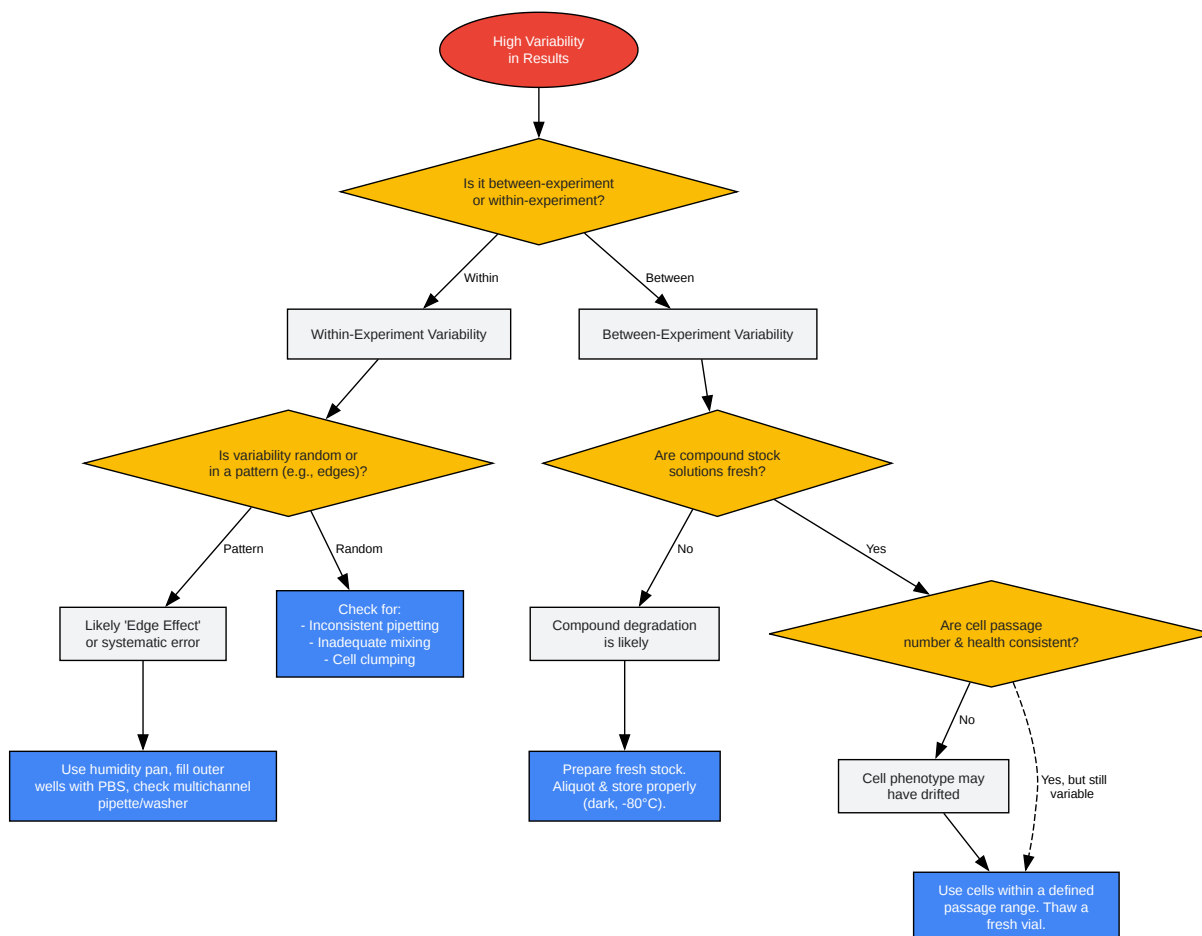 High Variability
in Results
Is it between-experiment
or within-experiment?
Within
Between
Within-Experiment Variability
Between-Experiment Variability
Is variability random or
in a pattern (e.g., edges)?
Are compound stock
solutions fresh?
Pattern
Random
No
Yes
Likely 'Edge Effect'
or systematic error
Check for:
- Inconsistent pipetting
- Inadequate mixing
- Cell clumping
Compound degradation
is likely
Are cell passage
number & health consistent?
No
Yes, but still
variable
Use humidity pan, fill outer
wells with PBS, check multichannel
pipette/washer
Prepare fresh stock.
Aliquot & store properly
(dark, -80°C).
Cell phenotype may
have drifted
Use cells within a defined
passage range. Thaw a
fresh vial.